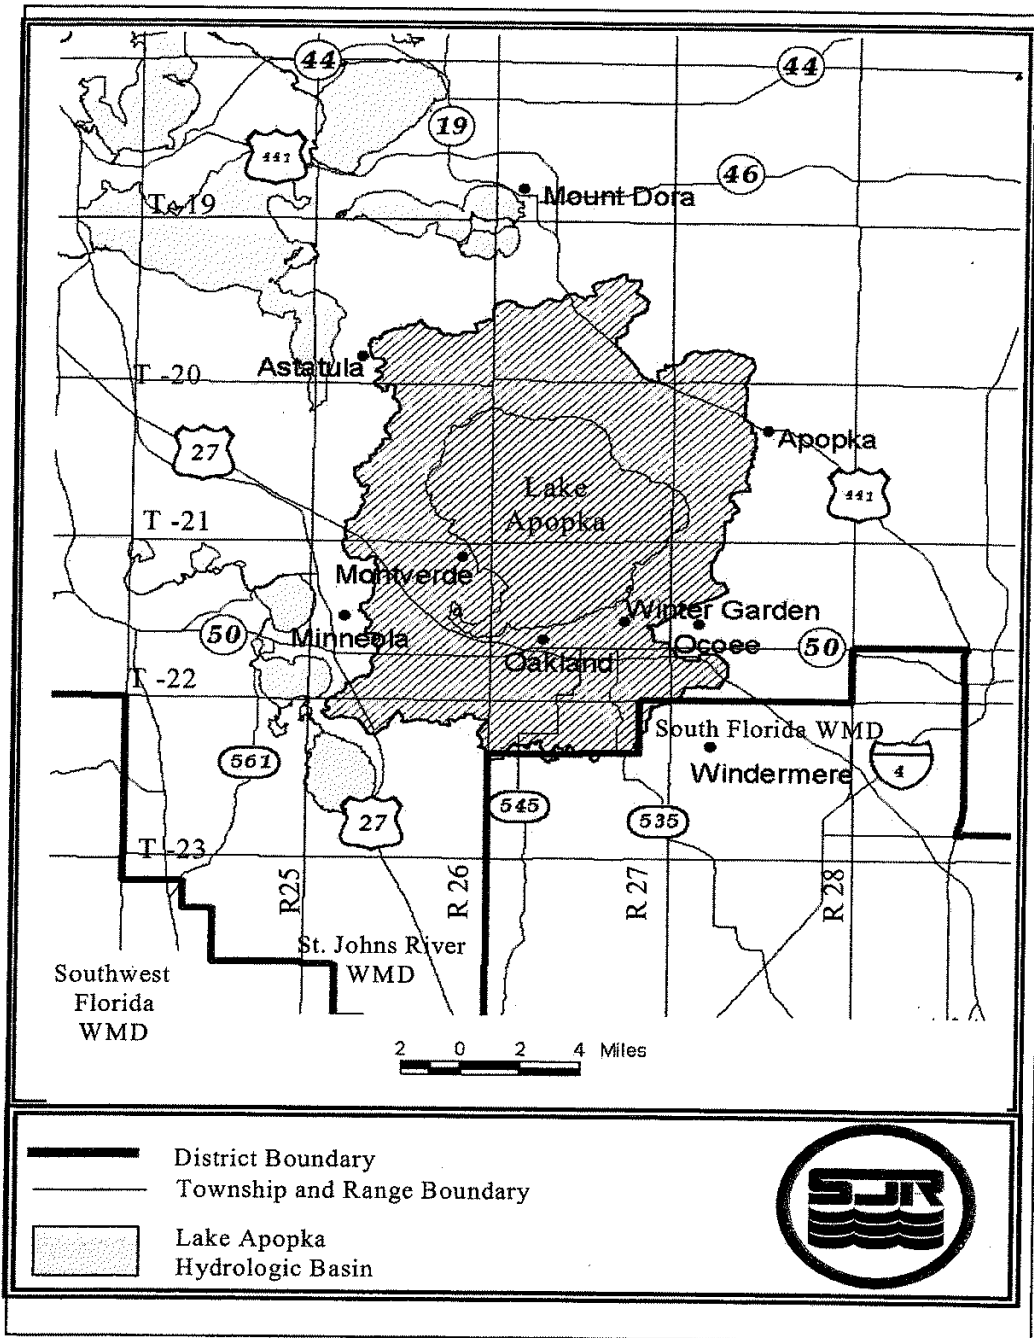 44
44
19
441
46
Mount Dora
T -19
Astatula
T -20
Apopka
27
Lake
Apopka
441
T -21
Montverde
Winter Garden
50
Minneola
Ocoee
50
Oakland
T -22
South Florida WMD
561
Windermere
4
545
535
27
T -23
R25
R 26
R 27
R 28
St. Johns River
WMD
Southwest
Florida
WMD
2 0 2 4 Miles
District Boundary
Township and Range Boundary
Lake Apopka
Hydrologic Basin
SJR